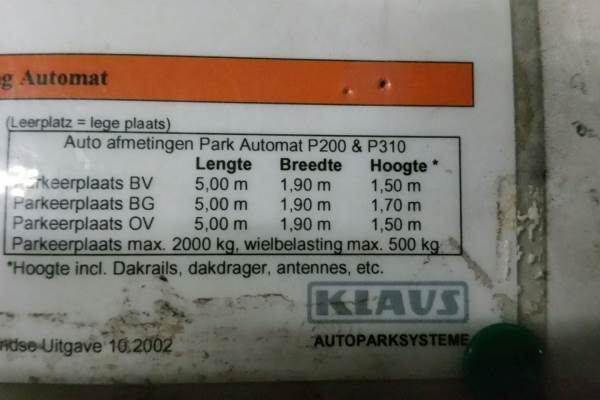 Automat
(Leerplatz = lege plaats)
Auto afmetingen Park Automat P200 & P310
Lengte Breedte Hoogte *
Parkeerplaats BV 5,00 m 1,90 m 1,50 m
Parkeerplaats BG 5,00 m 1,90 m 1,70 m
Parkeerplaats OV 5,00 m 1,90 m 1,50 m
Parkeerplaats max. 2000 kg, wielbelasting max. 500 kg
*Hoogte incl. Dakrails, dakdrager, antennes, etc.
KLAUS
Uitgave 10.2002
AUTOPARKSYSTEME